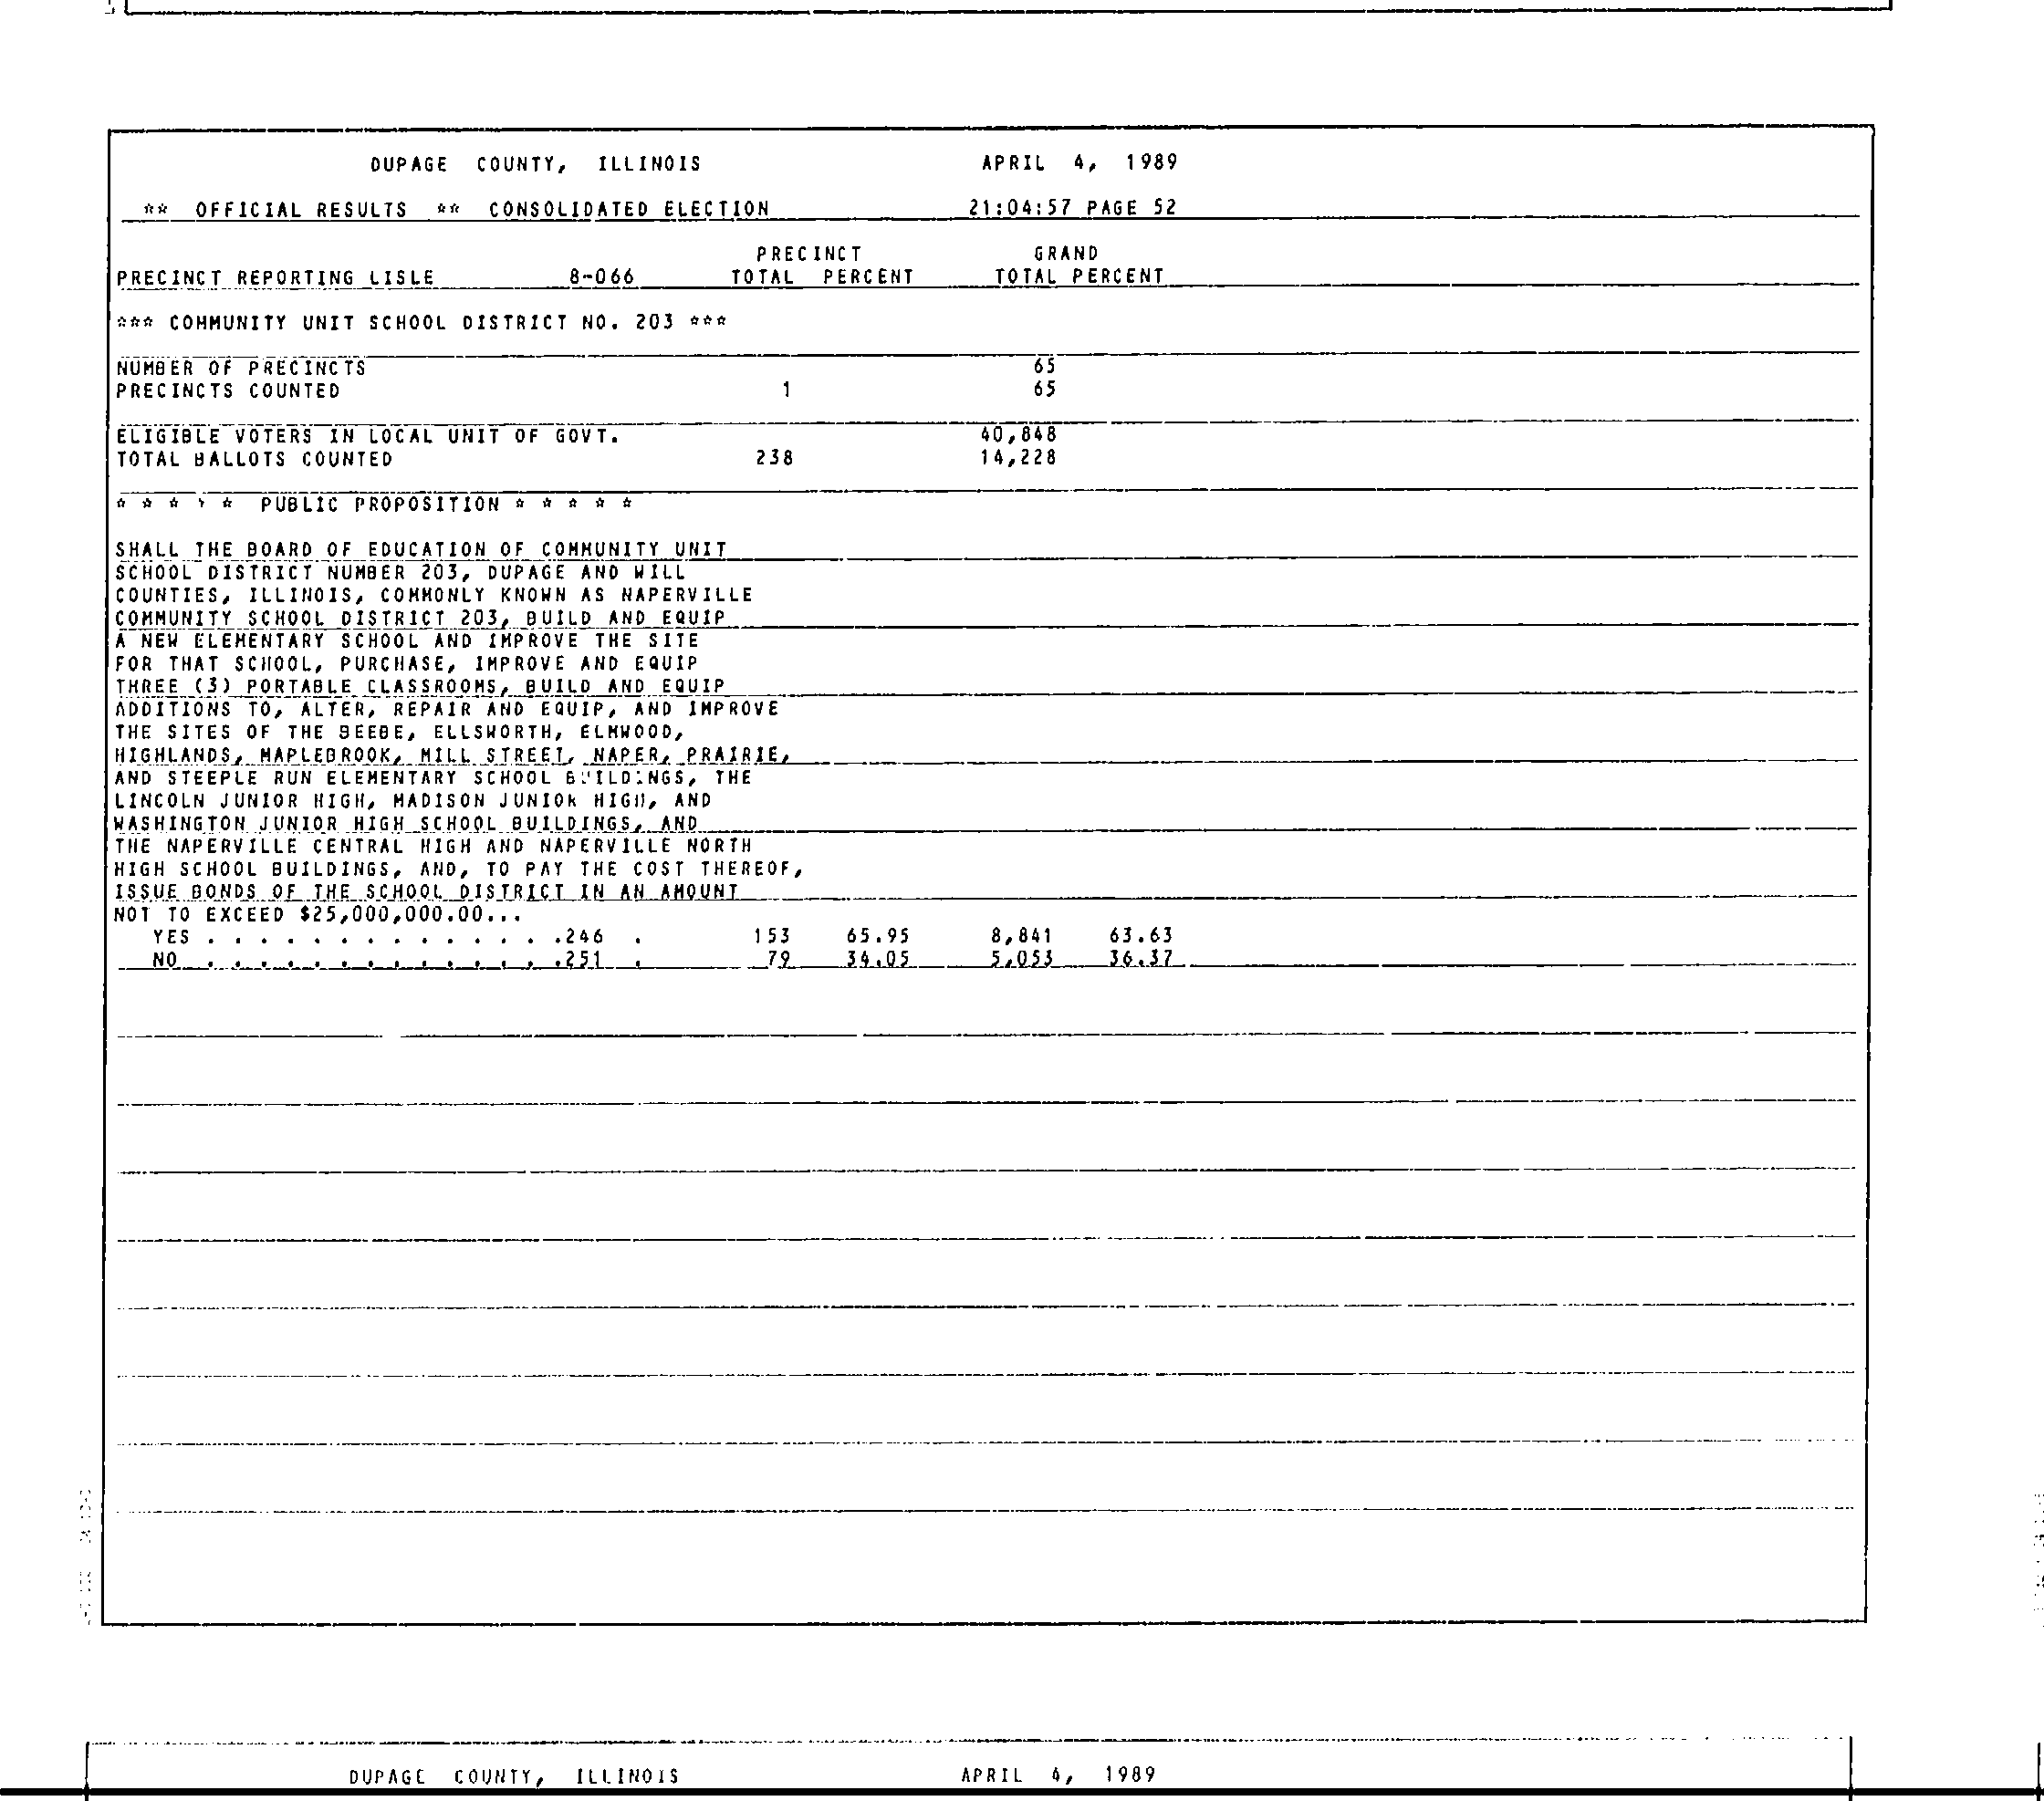 DUPAGE COUNTY, ILLINOIS APRIL 4, 1989
** OFFICIAL RESULTS ** CONSOLIDATED ELECTION 21:04:57 PAGE 52
PRECINCT GRAND
PRECINCT REPORTING LISLE 8-066 TOTAL PERCENT TOTAL PERCENT
*** COMMUNITY UNIT SCHOOL DISTRICT NO. 203 ***
NUMBER OF PRECINCTS 65
PRECINCTS COUNTED 1 65
ELIGIBLE VOTERS IN LOCAL UNIT OF GOVT. 40,848
TOTAL BALLOTS COUNTED 238 14,228
* * * * * PUBLIC PROPOSITION * * * * *
SHALL THE BOARD OF EDUCATION OF COMMUNITY UNIT
SCHOOL DISTRICT NUMBER 203, DUPAGE AND WILL
COUNTIES, ILLINOIS, COMMONLY KNOWN AS NAPERVILLE
COMMUNITY SCHOOL DISTRICT 203, BUILD AND EQUIP
A NEW ELEMENTARY SCHOOL AND IMPROVE THE SITE
FOR THAT SCHOOL, PURCHASE, IMPROVE AND EQUIP
THREE (3) PORTABLE CLASSROOMS, BUILD AND EQUIP
ADDITIONS TO, ALTER, REPAIR AND EQUIP, AND IMPROVE
THE SITES OF THE BEEBE, ELLSWORTH, ELMWOOD,
HIGHLANDS, MAPLEBROOK, MILL STREET, NAPER, PRAIRIE,
AND STEEPLE RUN ELEMENTARY SCHOOL BUILDINGS, THE
LINCOLN JUNIOR HIGH, MADISON JUNIOR HIGH, AND
WASHINGTON JUNIOR HIGH SCHOOL BUILDINGS, AND
THE NAPERVILLE CENTRAL HIGH AND NAPERVILLE NORTH
HIGH SCHOOL BUILDINGS, AND, TO PAY THE COST THEREOF,
ISSUE BONDS OF THE SCHOOL DISTRICT IN AN AMOUNT
NOT TO EXCEED $25,000,000.00...
YES . . . . . . . . . . . . . .246 . 153 65.95 8,841 63.63
NO . . . . . . . . . . . . . .251 . 79 34.05 5,053 36.37
DUPAGE COUNTY, ILLINOIS APRIL 4, 1989